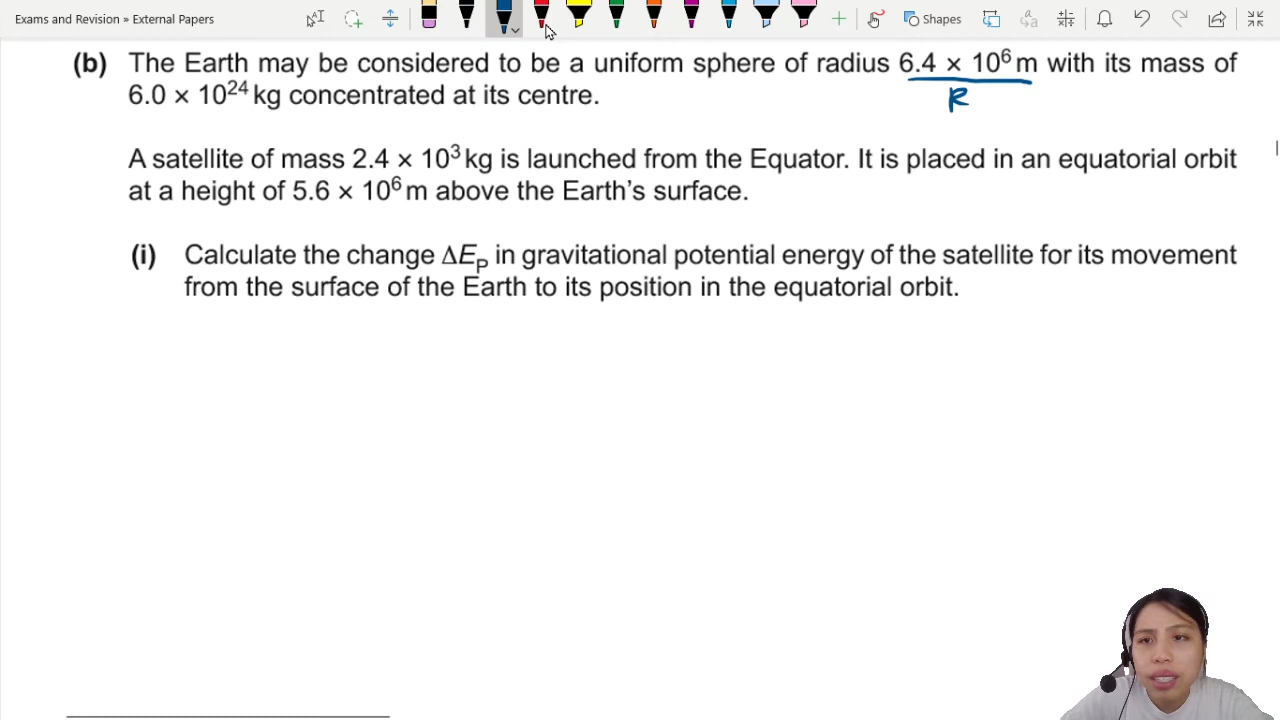 Exams and Revision » External Papers
Shapes
(b) The Earth may be considered to be a uniform sphere of radius 6.4 × 10⁶ m with its mass of
6.0 × 10²⁴ kg concentrated at its centre.
R
A satellite of mass 2.4 × 10³ kg is launched from the Equator. It is placed in an equatorial orbit
at a height of 5.6 × 10⁶ m above the Earth’s surface.
(i) Calculate the change ΔEₚ in gravitational potential energy of the satellite for its movement
from the surface of the Earth to its position in the equatorial orbit.